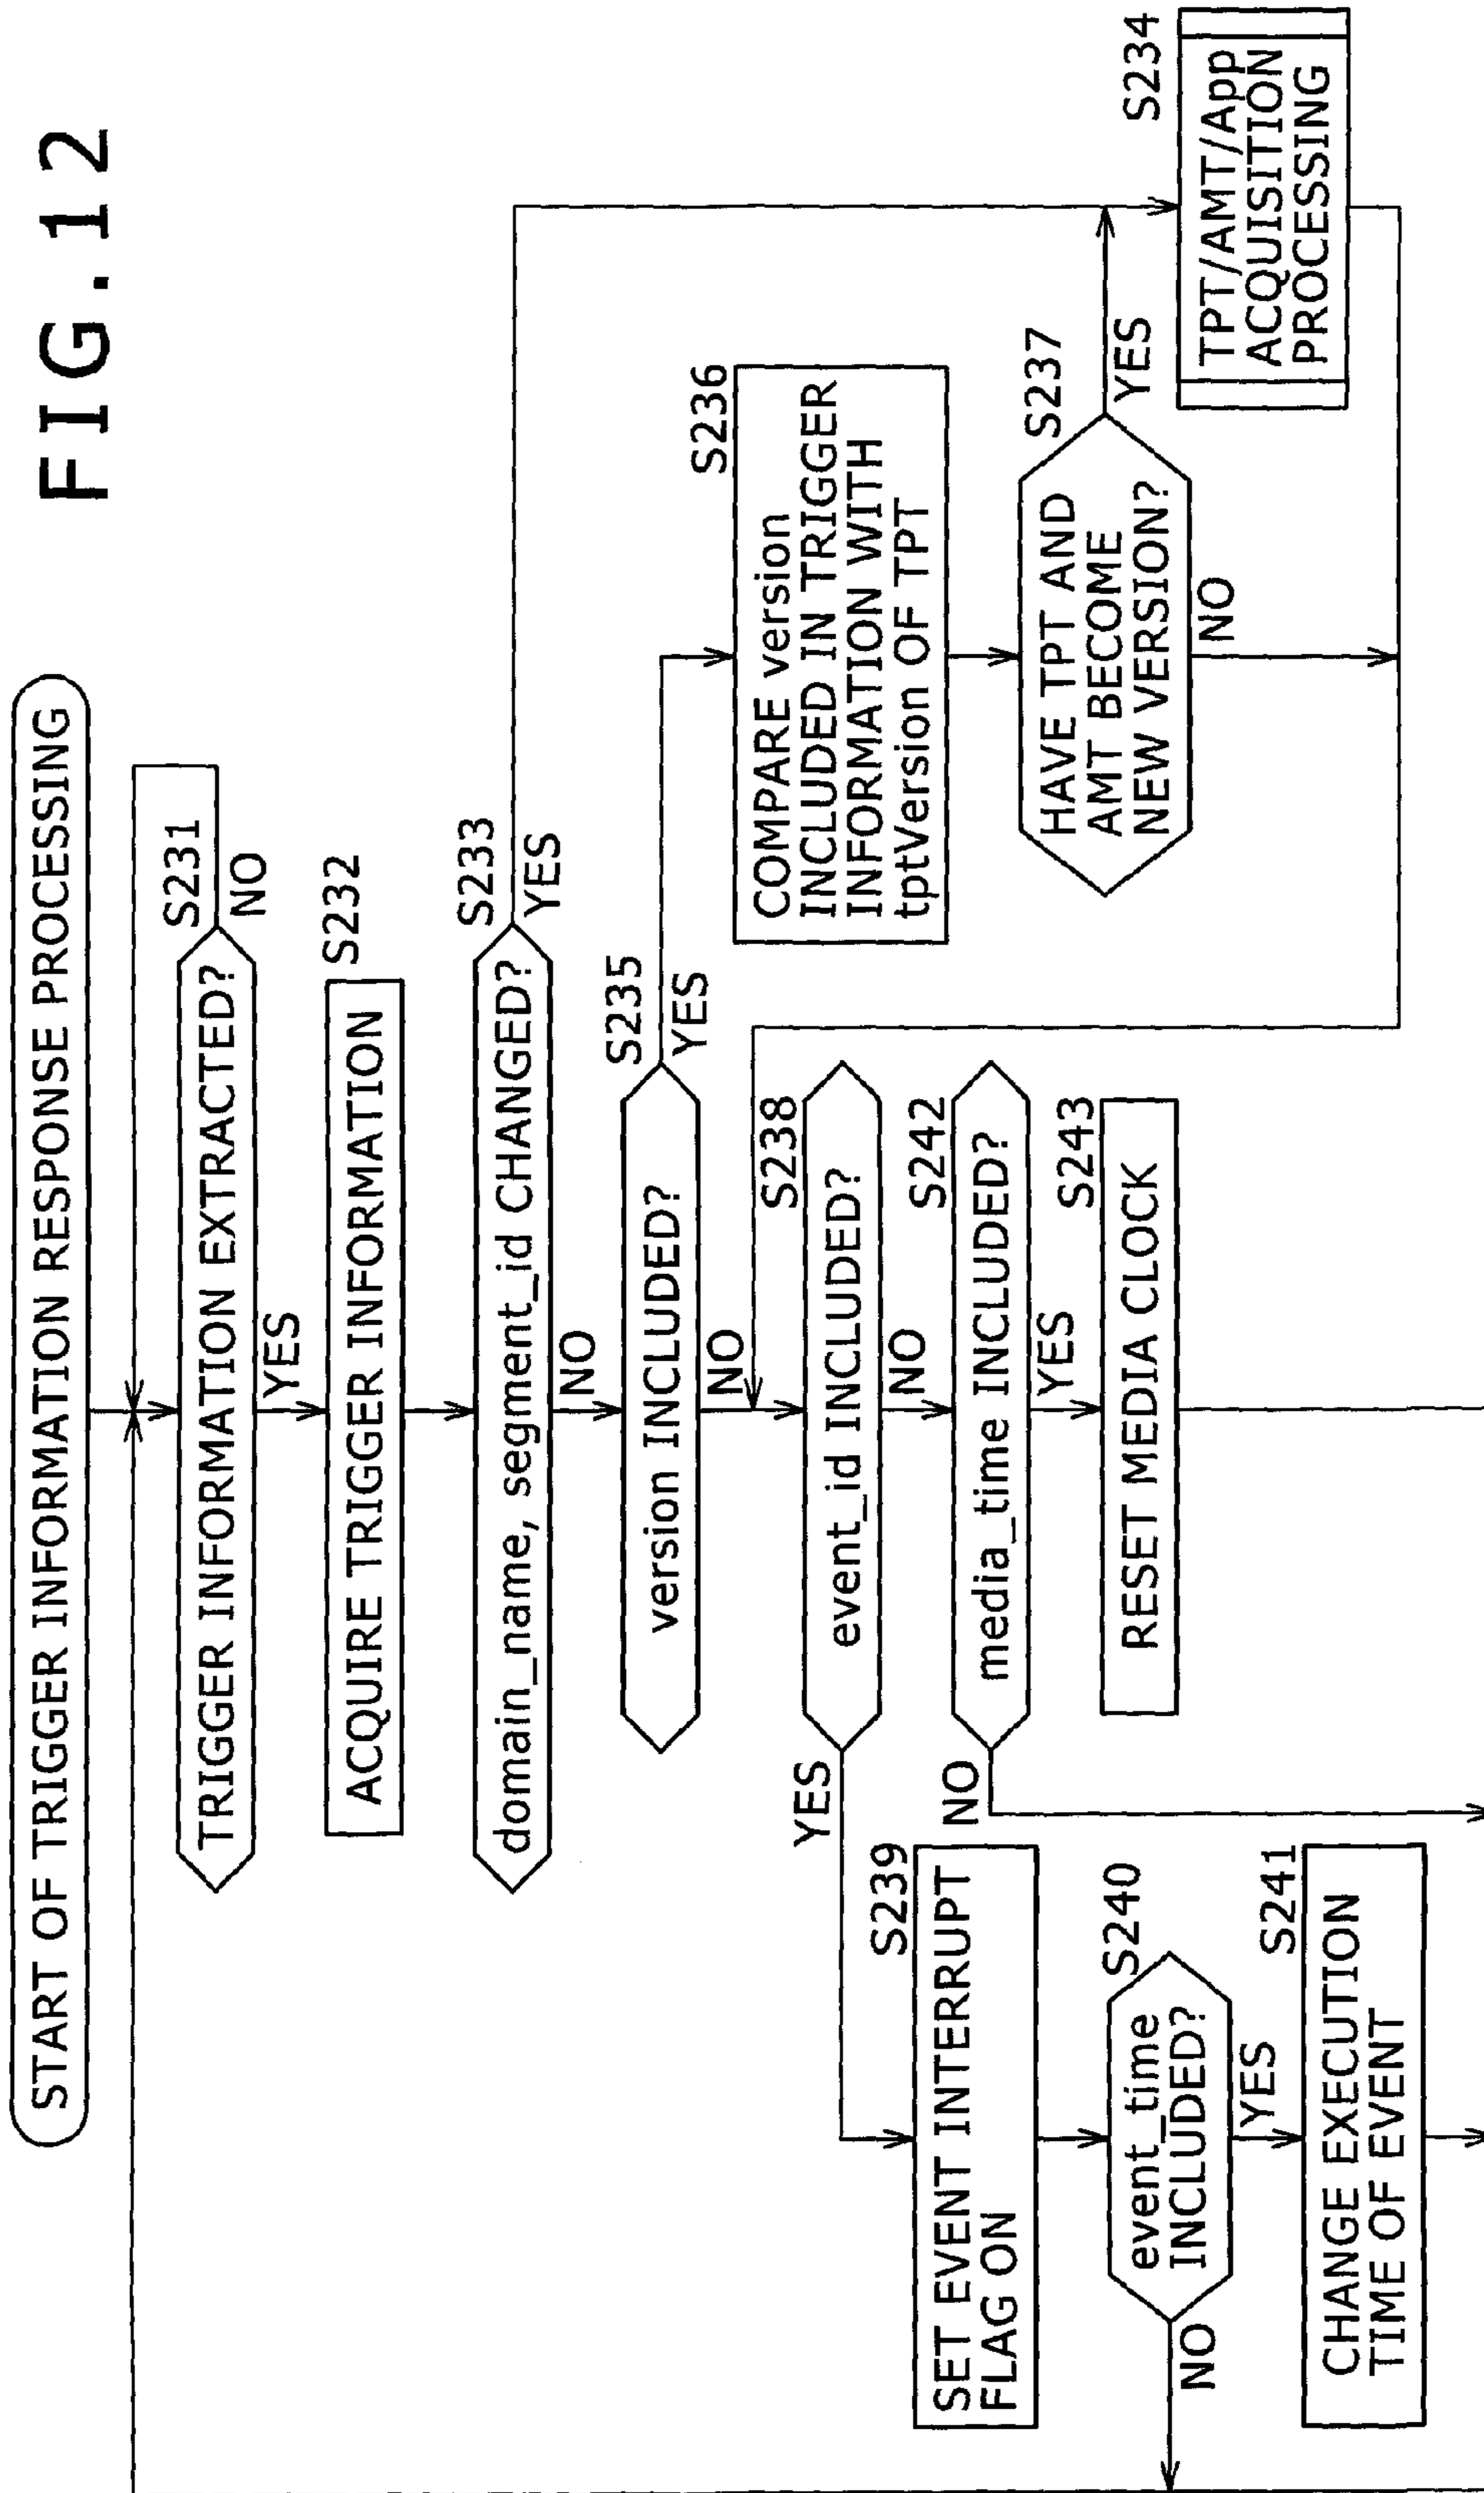 FIG.12
START OF TRIGGER INFORMATION RESPONSE PROCESSING
S231
TRIGGER INFORMATION EXTRACTED?
NO
YES
S232
ACQUIRE TRIGGER INFORMATION
S233
domain_name, segment_id CHANGED?
YES
NO
S235
version INCLUDED?
YES
NO
S236
COMPARE version
INCLUDED IN TRIGGER
INFORMATION WITH
tptVersion OF TPT
S237
HAVE TPT AND
AMT BECOME
NEW VERSION?
YES
NO
S234
TPT/AMT/App
ACQUISITION
PROCESSING
S238
event_id INCLUDED?
YES
NO
S239
SET EVENT INTERRUPT
FLAG ON
S240
event_time
INCLUDED?
NO
YES
S241
CHANGE EXECUTION
TIME OF EVENT
S242
media_time INCLUDED?
NO
YES
S243
RESET MEDIA CLOCK